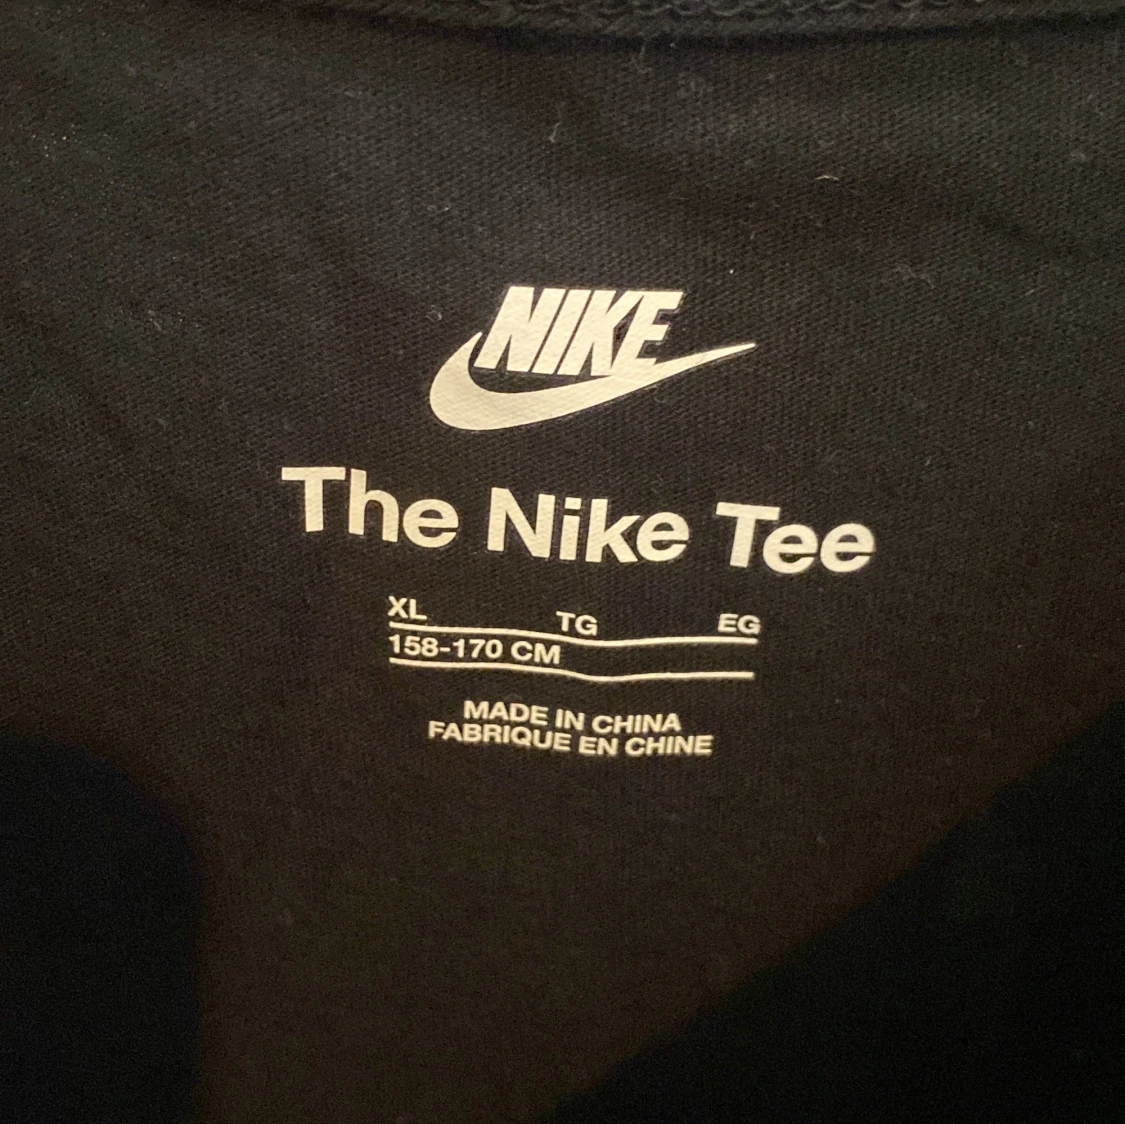 NIKE
The Nike Tee
XL TG EG
158-170 CM
MADE IN CHINA
FABRIQUE EN CHINE